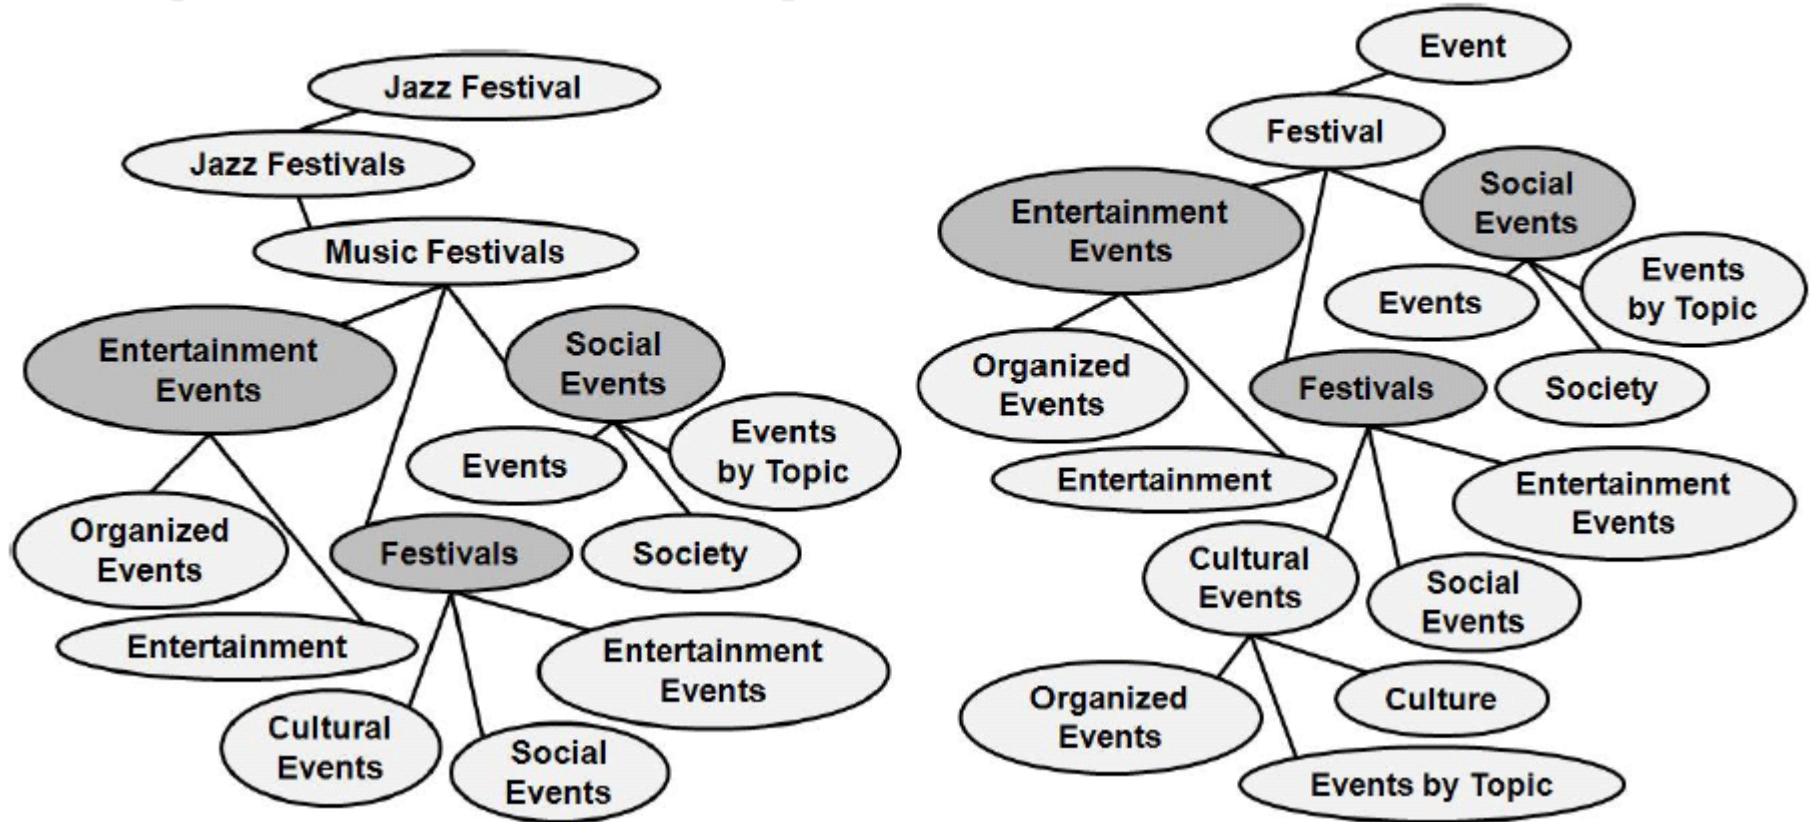 Jazz Festival
Jazz Festivals
Music Festivals
Entertainment
Events
Social
Events
Events
Events
by Topic
Organized
Events
Festivals
Society
Entertainment
Entertainment
Events
Cultural
Events
Social
Events
Event
Festival
Entertainment
Events
Social
Events
Events
Events
by Topic
Organized
Events
Festivals
Society
Entertainment
Entertainment
Events
Cultural
Events
Social
Events
Organized
Events
Culture
Events by Topic